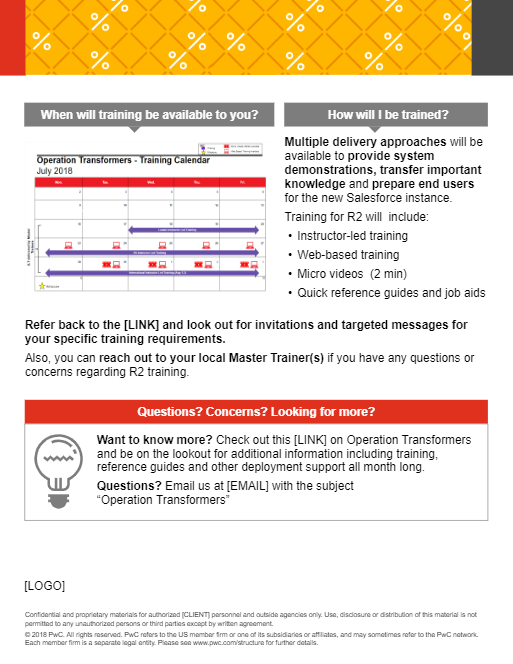 When will training be available to you?
How will I be trained?
Operation Transformers - Training Calendar
July 2018
Multiple delivery approaches will be
available to provide system
demonstrations, transfer important
knowledge and prepare end users
for the new Salesforce instance.
Training for R2 will include:
• Instructor-led training
• Web-based training
• Micro videos (2 min)
• Quick reference guides and job aids
Refer back to the [LINK] and look out for invitations and targeted messages for
your specific training requirements.
Also, you can reach out to your local Master Trainer(s) if you have any questions or
concerns regarding R2 training.
Questions? Concerns? Looking for more?
Want to know more? Check out this [LINK] on Operation Transformers
and be on the lookout for additional information including training,
reference guides and other deployment support all month long.
Questions? Email us at [EMAIL] with the subject
“Operation Transformers”
[LOGO]
Confidential and proprietary materials for authorized [CLIENT] personnel and outside agencies only. Use, disclosure or distribution of this material is not
permitted to any unauthorized persons or third parties except by written agreement.
© 2018 PwC. All rights reserved. PwC refers to the US member firm or one of its subsidiaries or affiliates, and may sometimes refer to the PwC network.
Each member firm is a separate legal entity. Please see www.pwc.com/structure for further details.